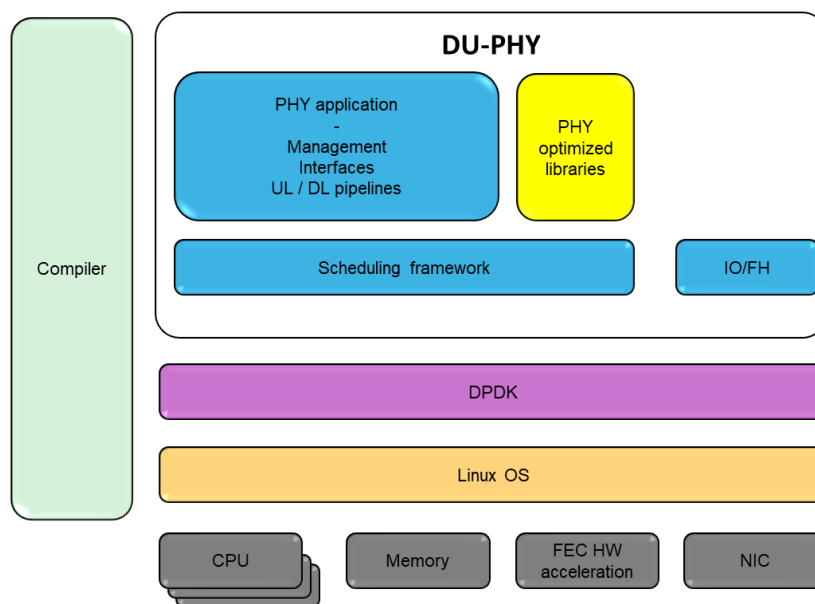 DU-PHY
PHY application
-
Management
Interfaces
UL / DL pipelines
PHY
optimized
libraries
Compiler
Scheduling framework
IO/FH
DPDK
Linux OS
CPU
Memory
FEC HW
acceleration
NIC